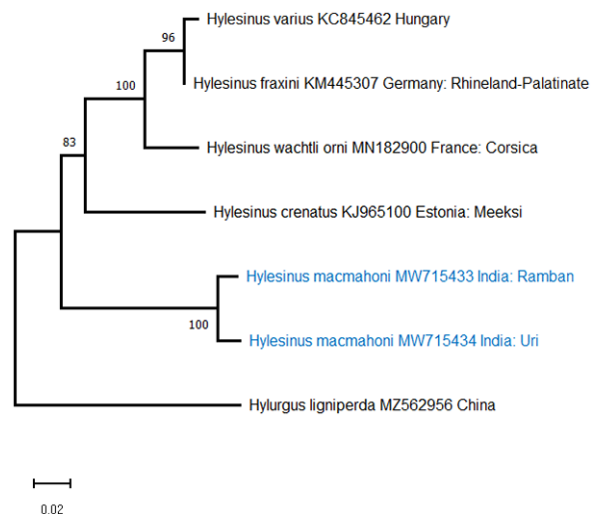 Hylesinus varius KC845462 Hungary
96
Hylesinus fraxini KM445307 Germany: Rhineland-Palatinate
100
Hylesinus wachtli orni MN182900 France: Corsica
83
Hylesinus crenatus KJ965100 Estonia: Meeksi
Hylesinus macmahoni MW715433 India: Ramban
100
Hylesinus macmahoni MW715434 India: Uri
Hylurgus ligniperda MZ562956 China
0.02